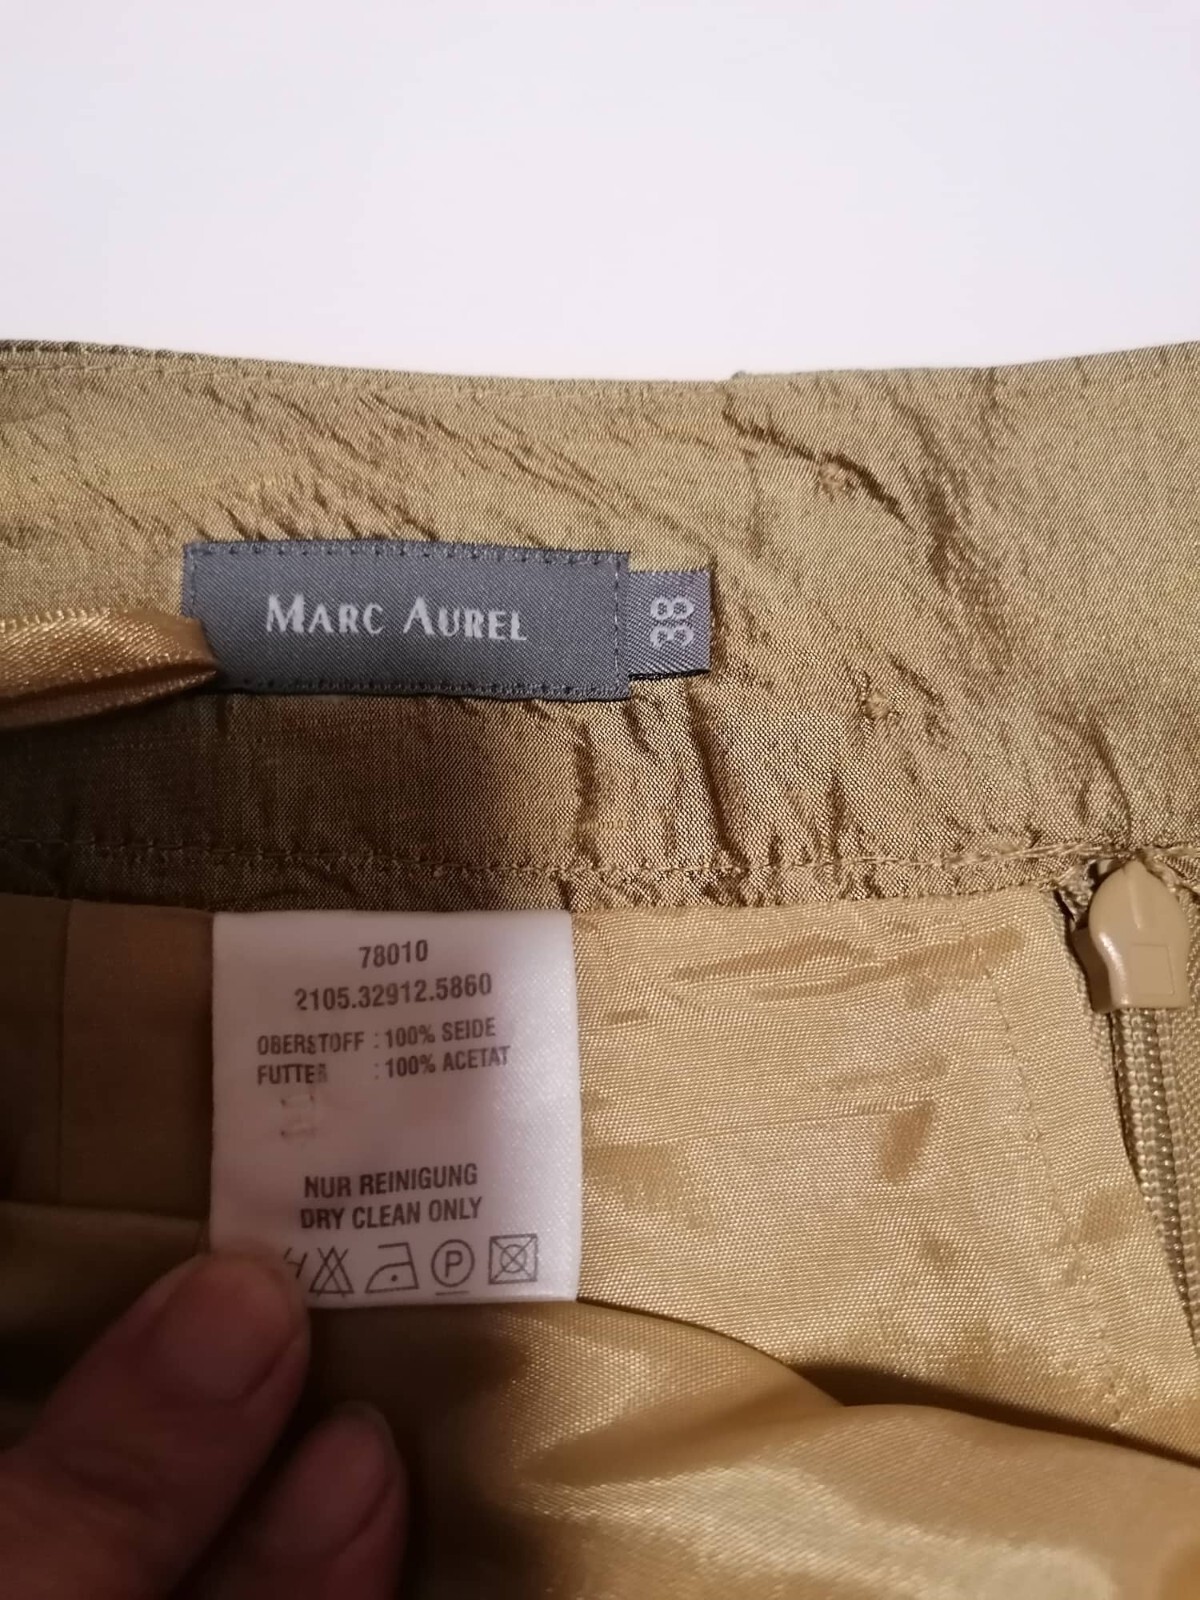 MARC AUREL
38
78010
2105.32912.5860
OBERSTOFF : 100% SEIDE
FUTTER : 100% ACETAT
NUR REINIGUNG
DRY CLEAN ONLY
P